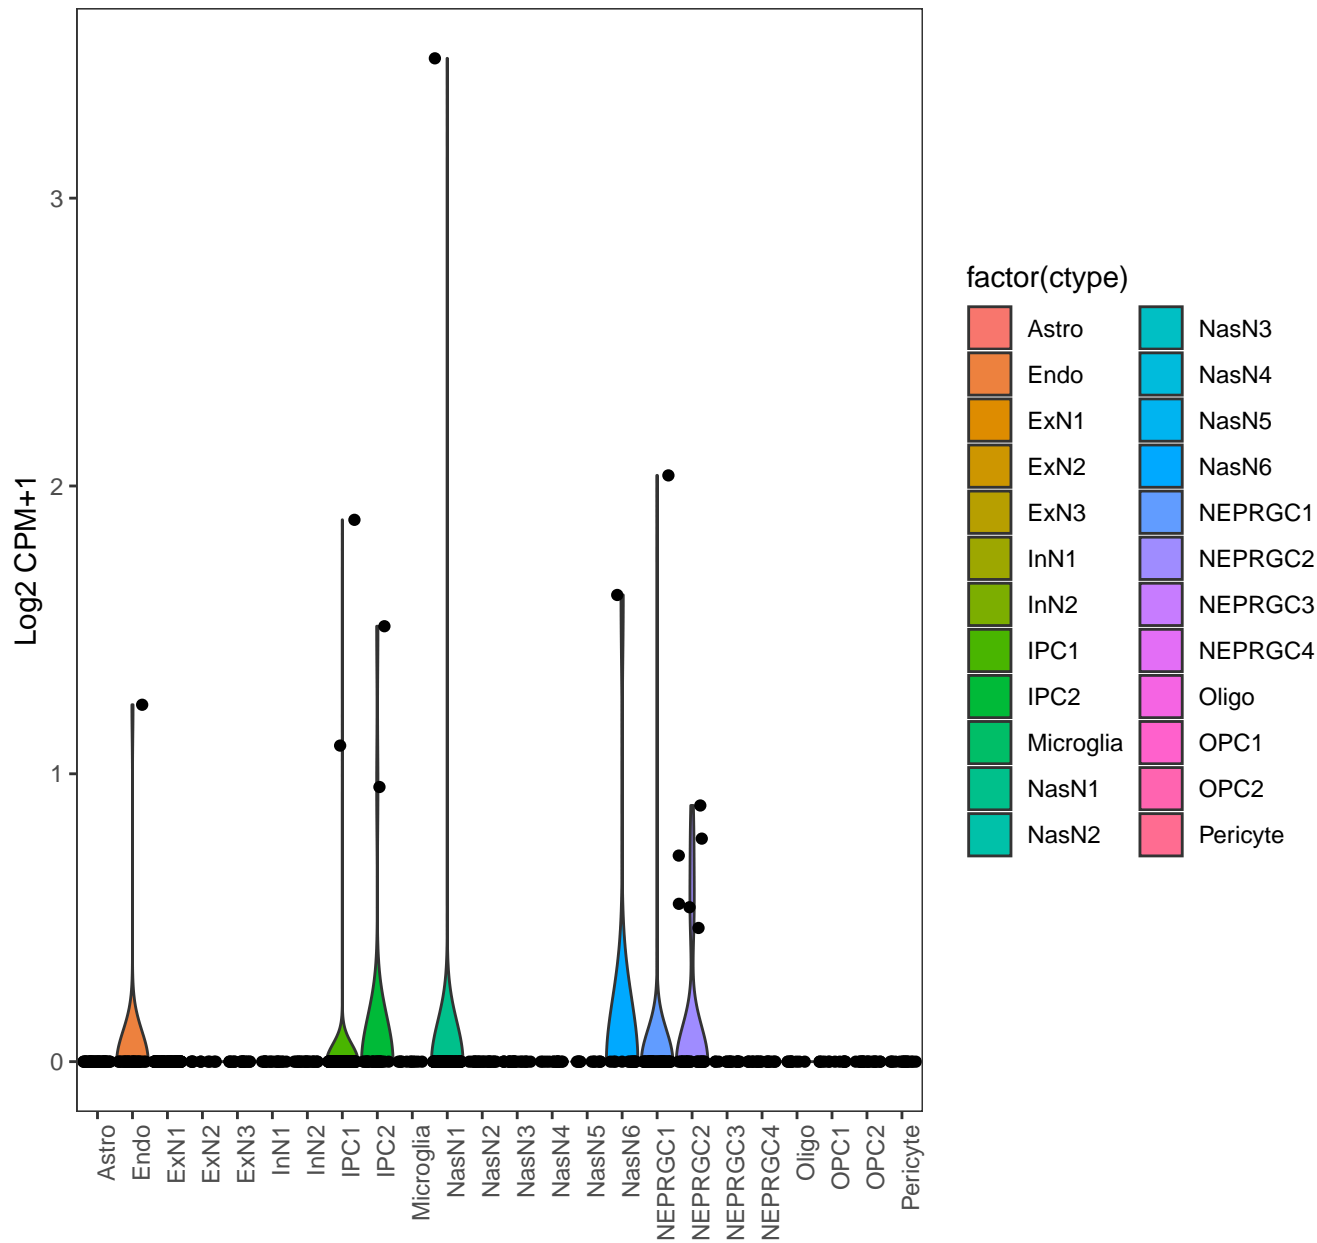 Log2 CPM+1
3
2
1
0
Astro
Endo
ExN1
ExN2
ExN3
InN1
InN2
IPC1
IPC2
Microglia
NasN1
NasN2
NasN3
NasN4
NasN5
NasN6
NEPRGC1
NEPRGC2
NEPRGC3
NEPRGC4
Oligo
OPC1
OPC2
Pericyte
factor(ctype)
Astro
Endo
ExN1
ExN2
ExN3
InN1
InN2
IPC1
IPC2
Microglia
NasN1
NasN2
NasN3
NasN4
NasN5
NasN6
NEPRGC1
NEPRGC2
NEPRGC3
NEPRGC4
Oligo
OPC1
OPC2
Pericyte